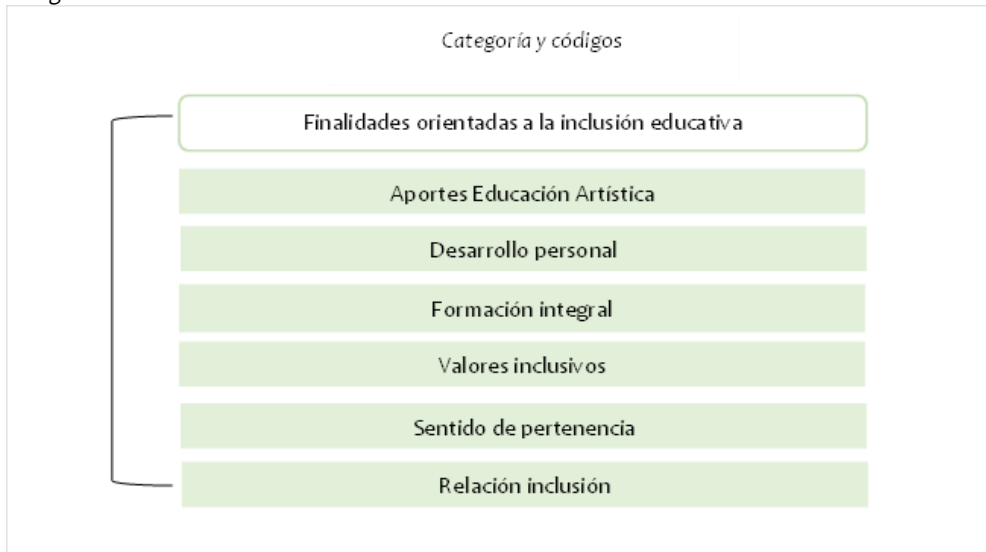 Categoría y códigos
Finalidades orientadas a la inclusión educativa
Aportes Educación Artística
Desarrollo personal
Formación integral
Valores inclusivos
Sentido de pertenencia
Relación inclusión